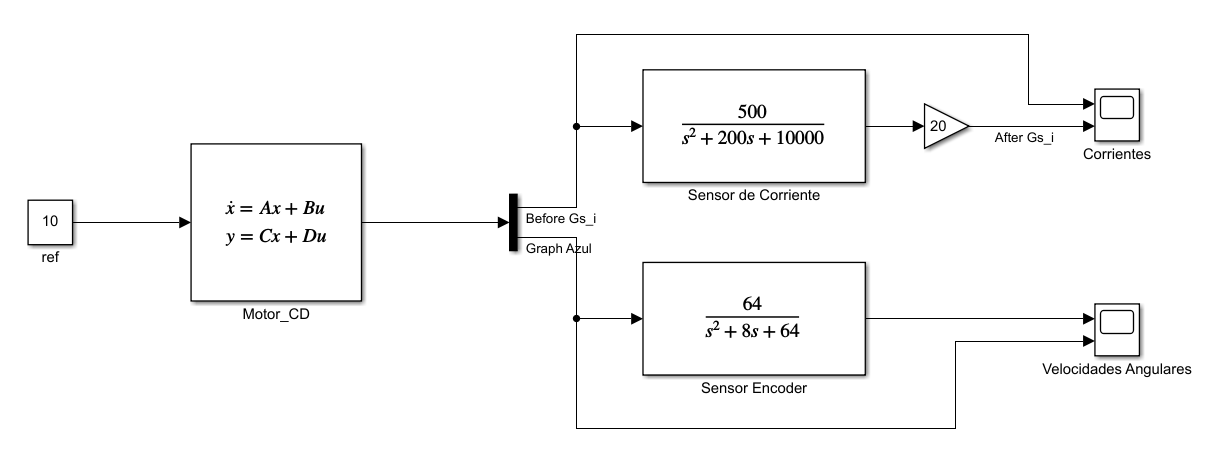 10
ref
ẋ = Ax + Bu
y = Cx + Du
Motor_CD
Before Gs_i
Graph Azul
500
s² + 200s + 10000
Sensor de Corriente
20
After Gs_i
Corrientes
64
s² + 8s + 64
Sensor Encoder
Velocidades Angulares